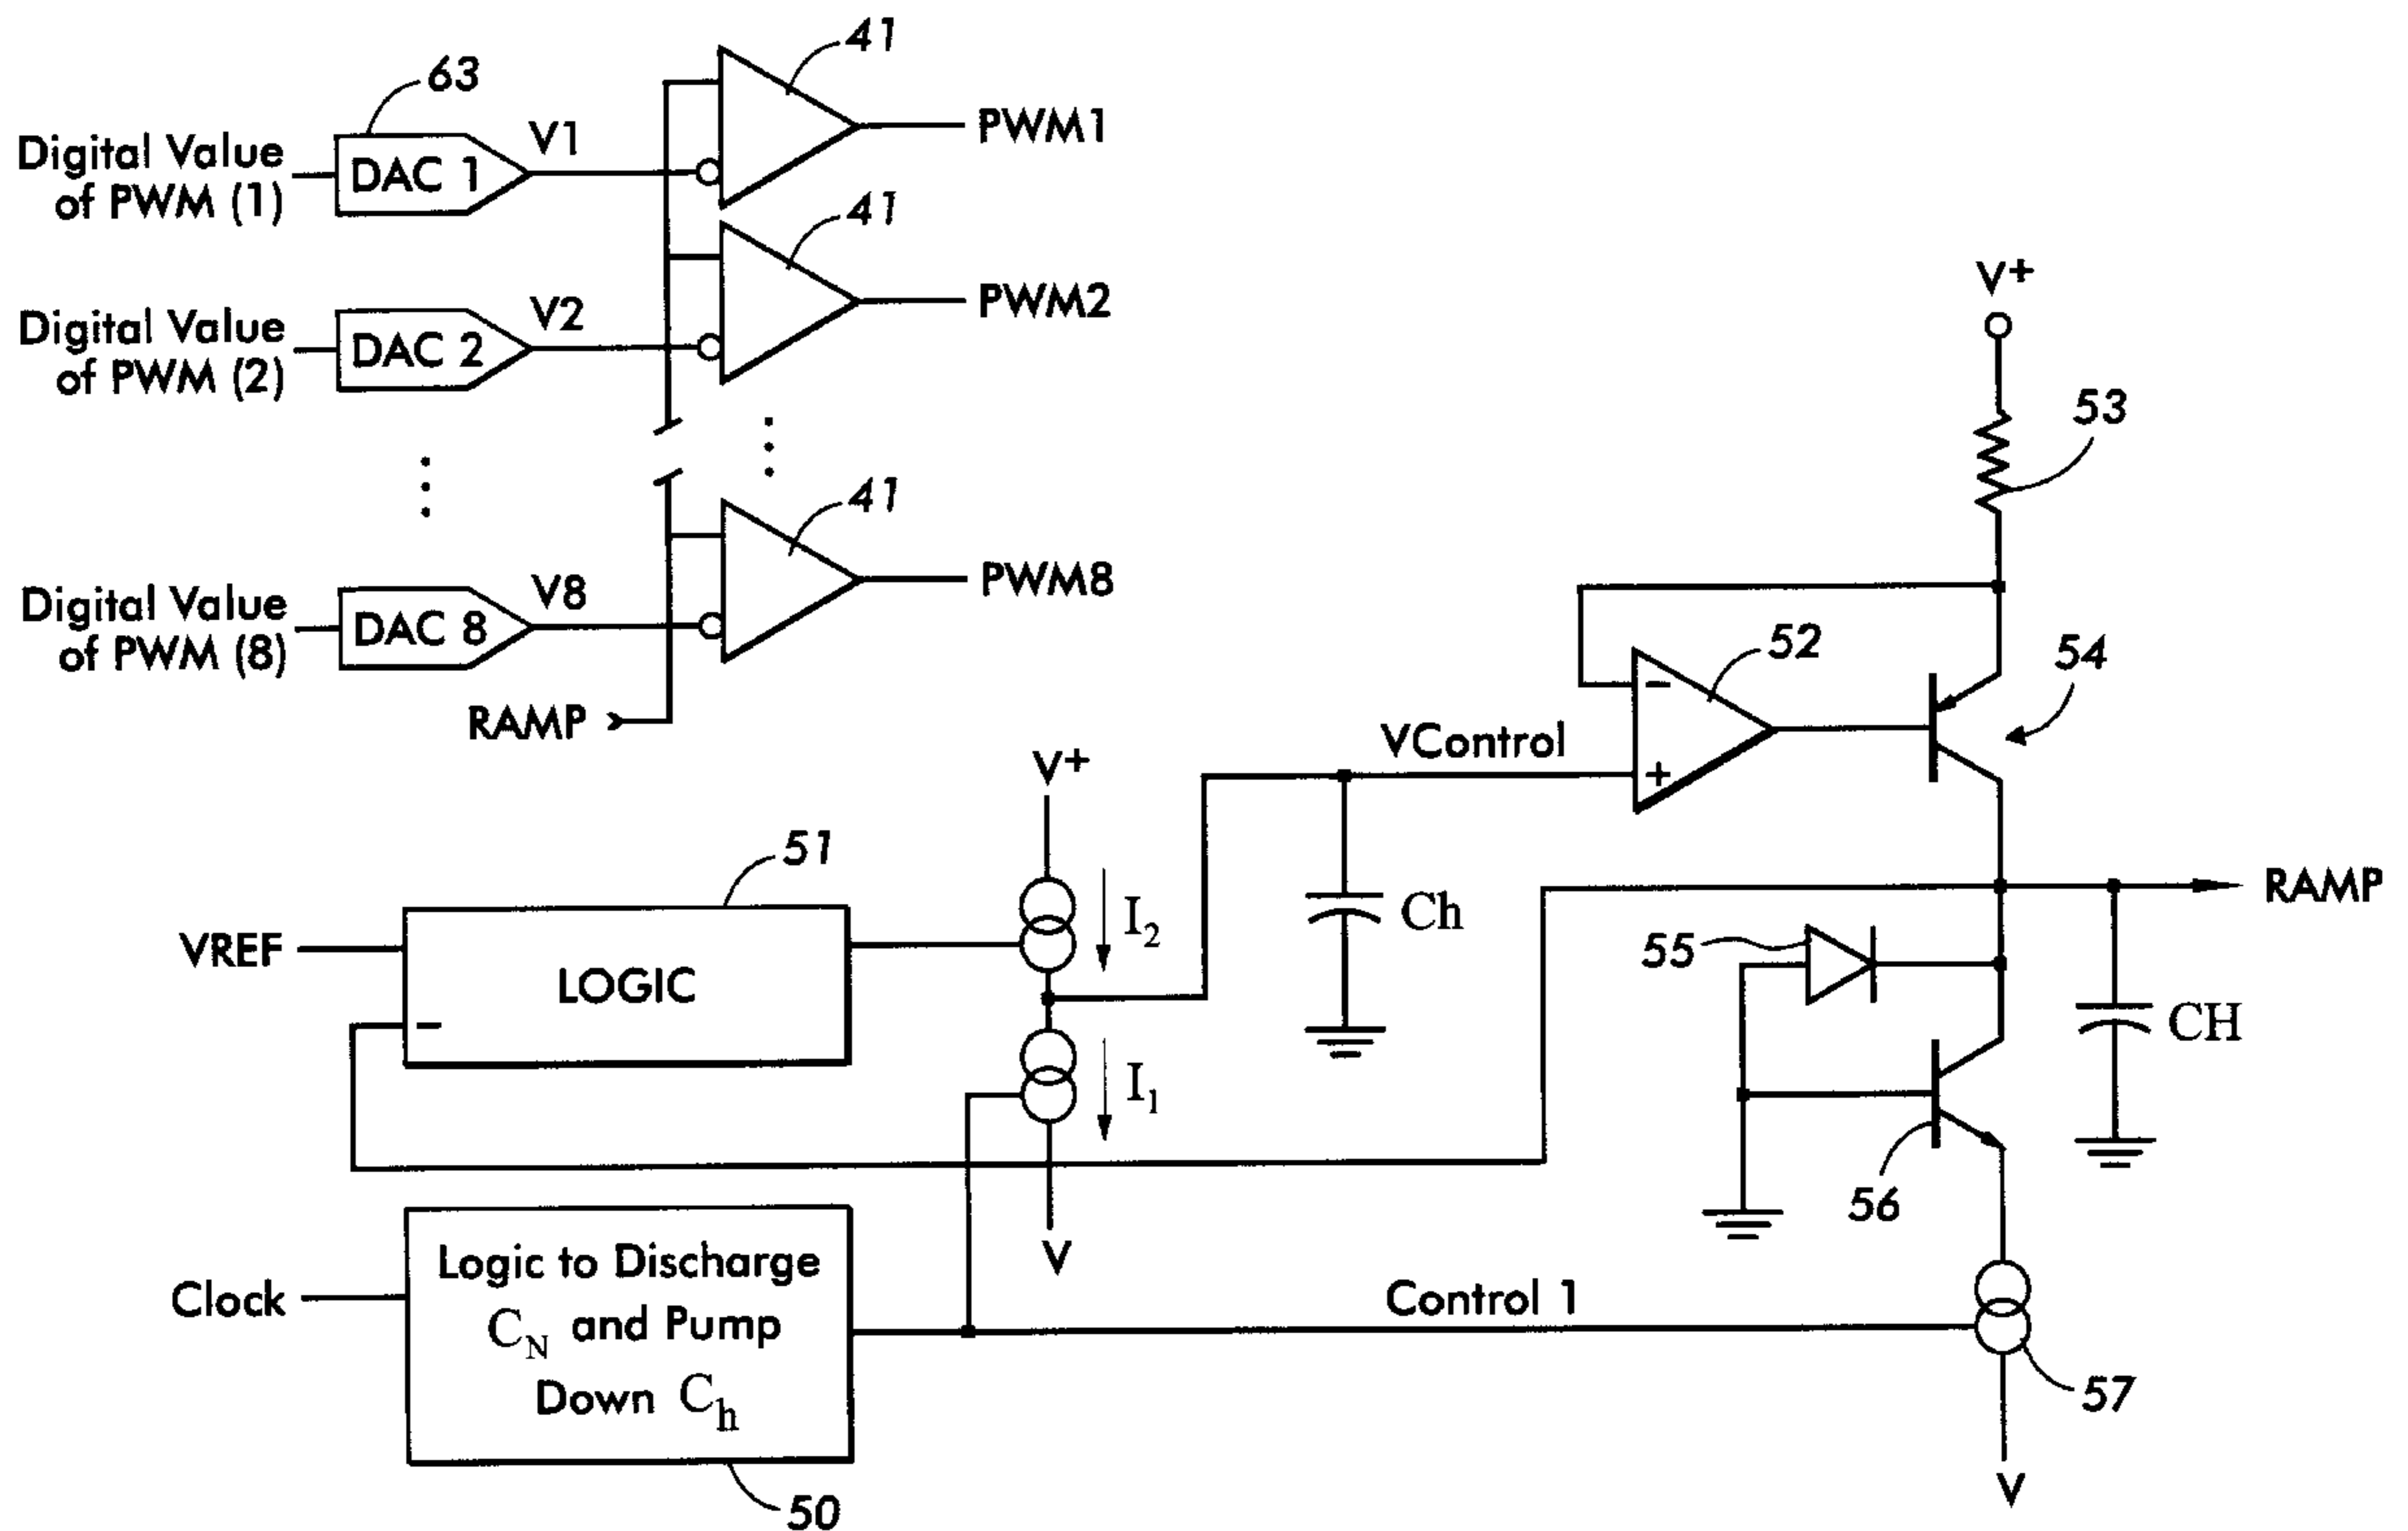 41
63
Digital Value
of PWM (1)
DAC 1
V1
PWM1
41
Digital Value
of PWM (2)
DAC 2
V2
PWM2
41
Digital Value
of PWM (8)
DAC 8
V8
PWM8
RAMP
V+
53
52
54
VControl
-
+
V+
51
VREF
LOGIC
-
I2
I1
V
Ch
RAMP
55
CH
56
Clock
Logic to Discharge
CN and Pump
Down Ch
50
Control 1
57
V